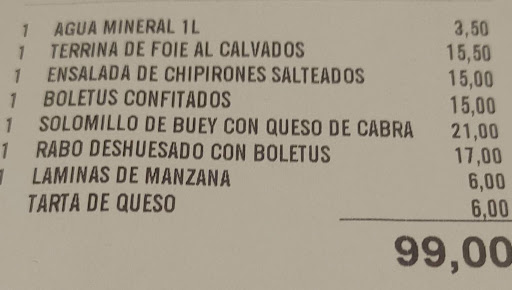 1 AGUA MINERAL 1L 3,50
1 TERRINA DE FOIE AL CALVADOS 15,50
1 ENSALADA DE CHIPIRONES SALTEADOS 15,00
1 BOLETUS CONFITADOS 15,00
1 SOLOMILLO DE BUEY CON QUESO DE CABRA 21,00
1 RABO DESHUESADO CON BOLETUS 17,00
1 LAMINAS DE MANZANA 6,00
TARTA DE QUESO 6,00
99,00